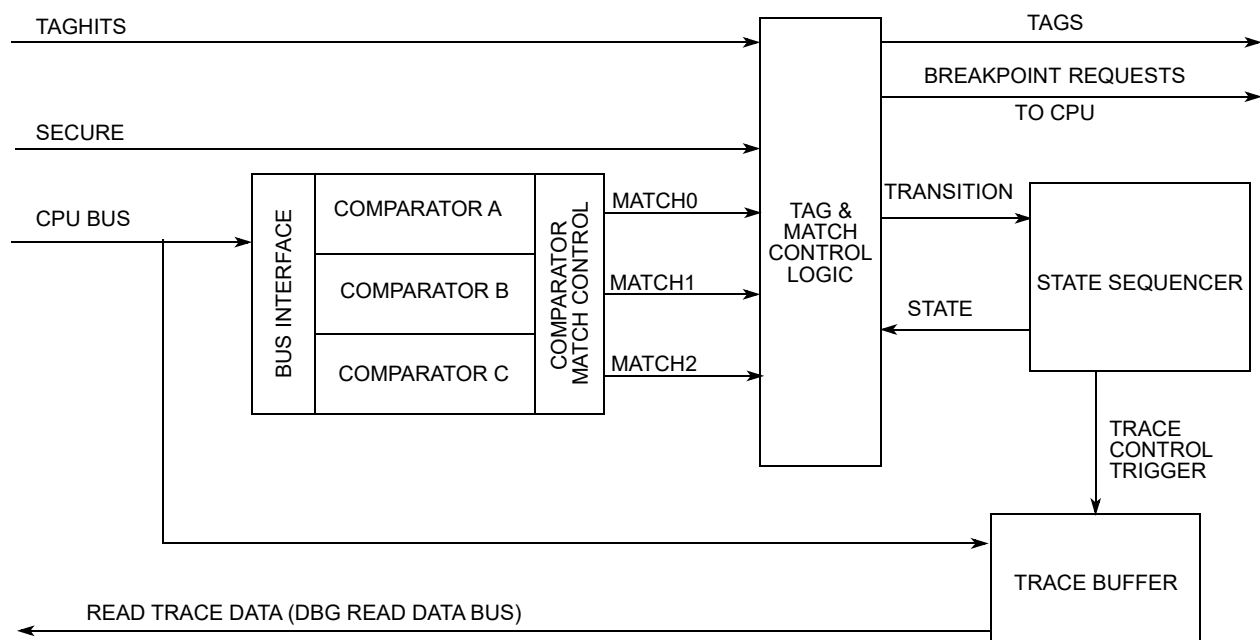 TAGHITS
TAGS
BREAKPOINT REQUESTS
TO CPU
SECURE
CPU BUS
BUS INTERFACE
COMPARATOR A
COMPARATOR B
COMPARATOR C
COMPARATOR
MATCH CONTROL
MATCH0
MATCH1
MATCH2
TAG &
MATCH
CONTROL
LOGIC
TRANSITION
STATE
STATE SEQUENCER
TRACE
CONTROL
TRIGGER
TRACE BUFFER
READ TRACE DATA (DBG READ DATA BUS)